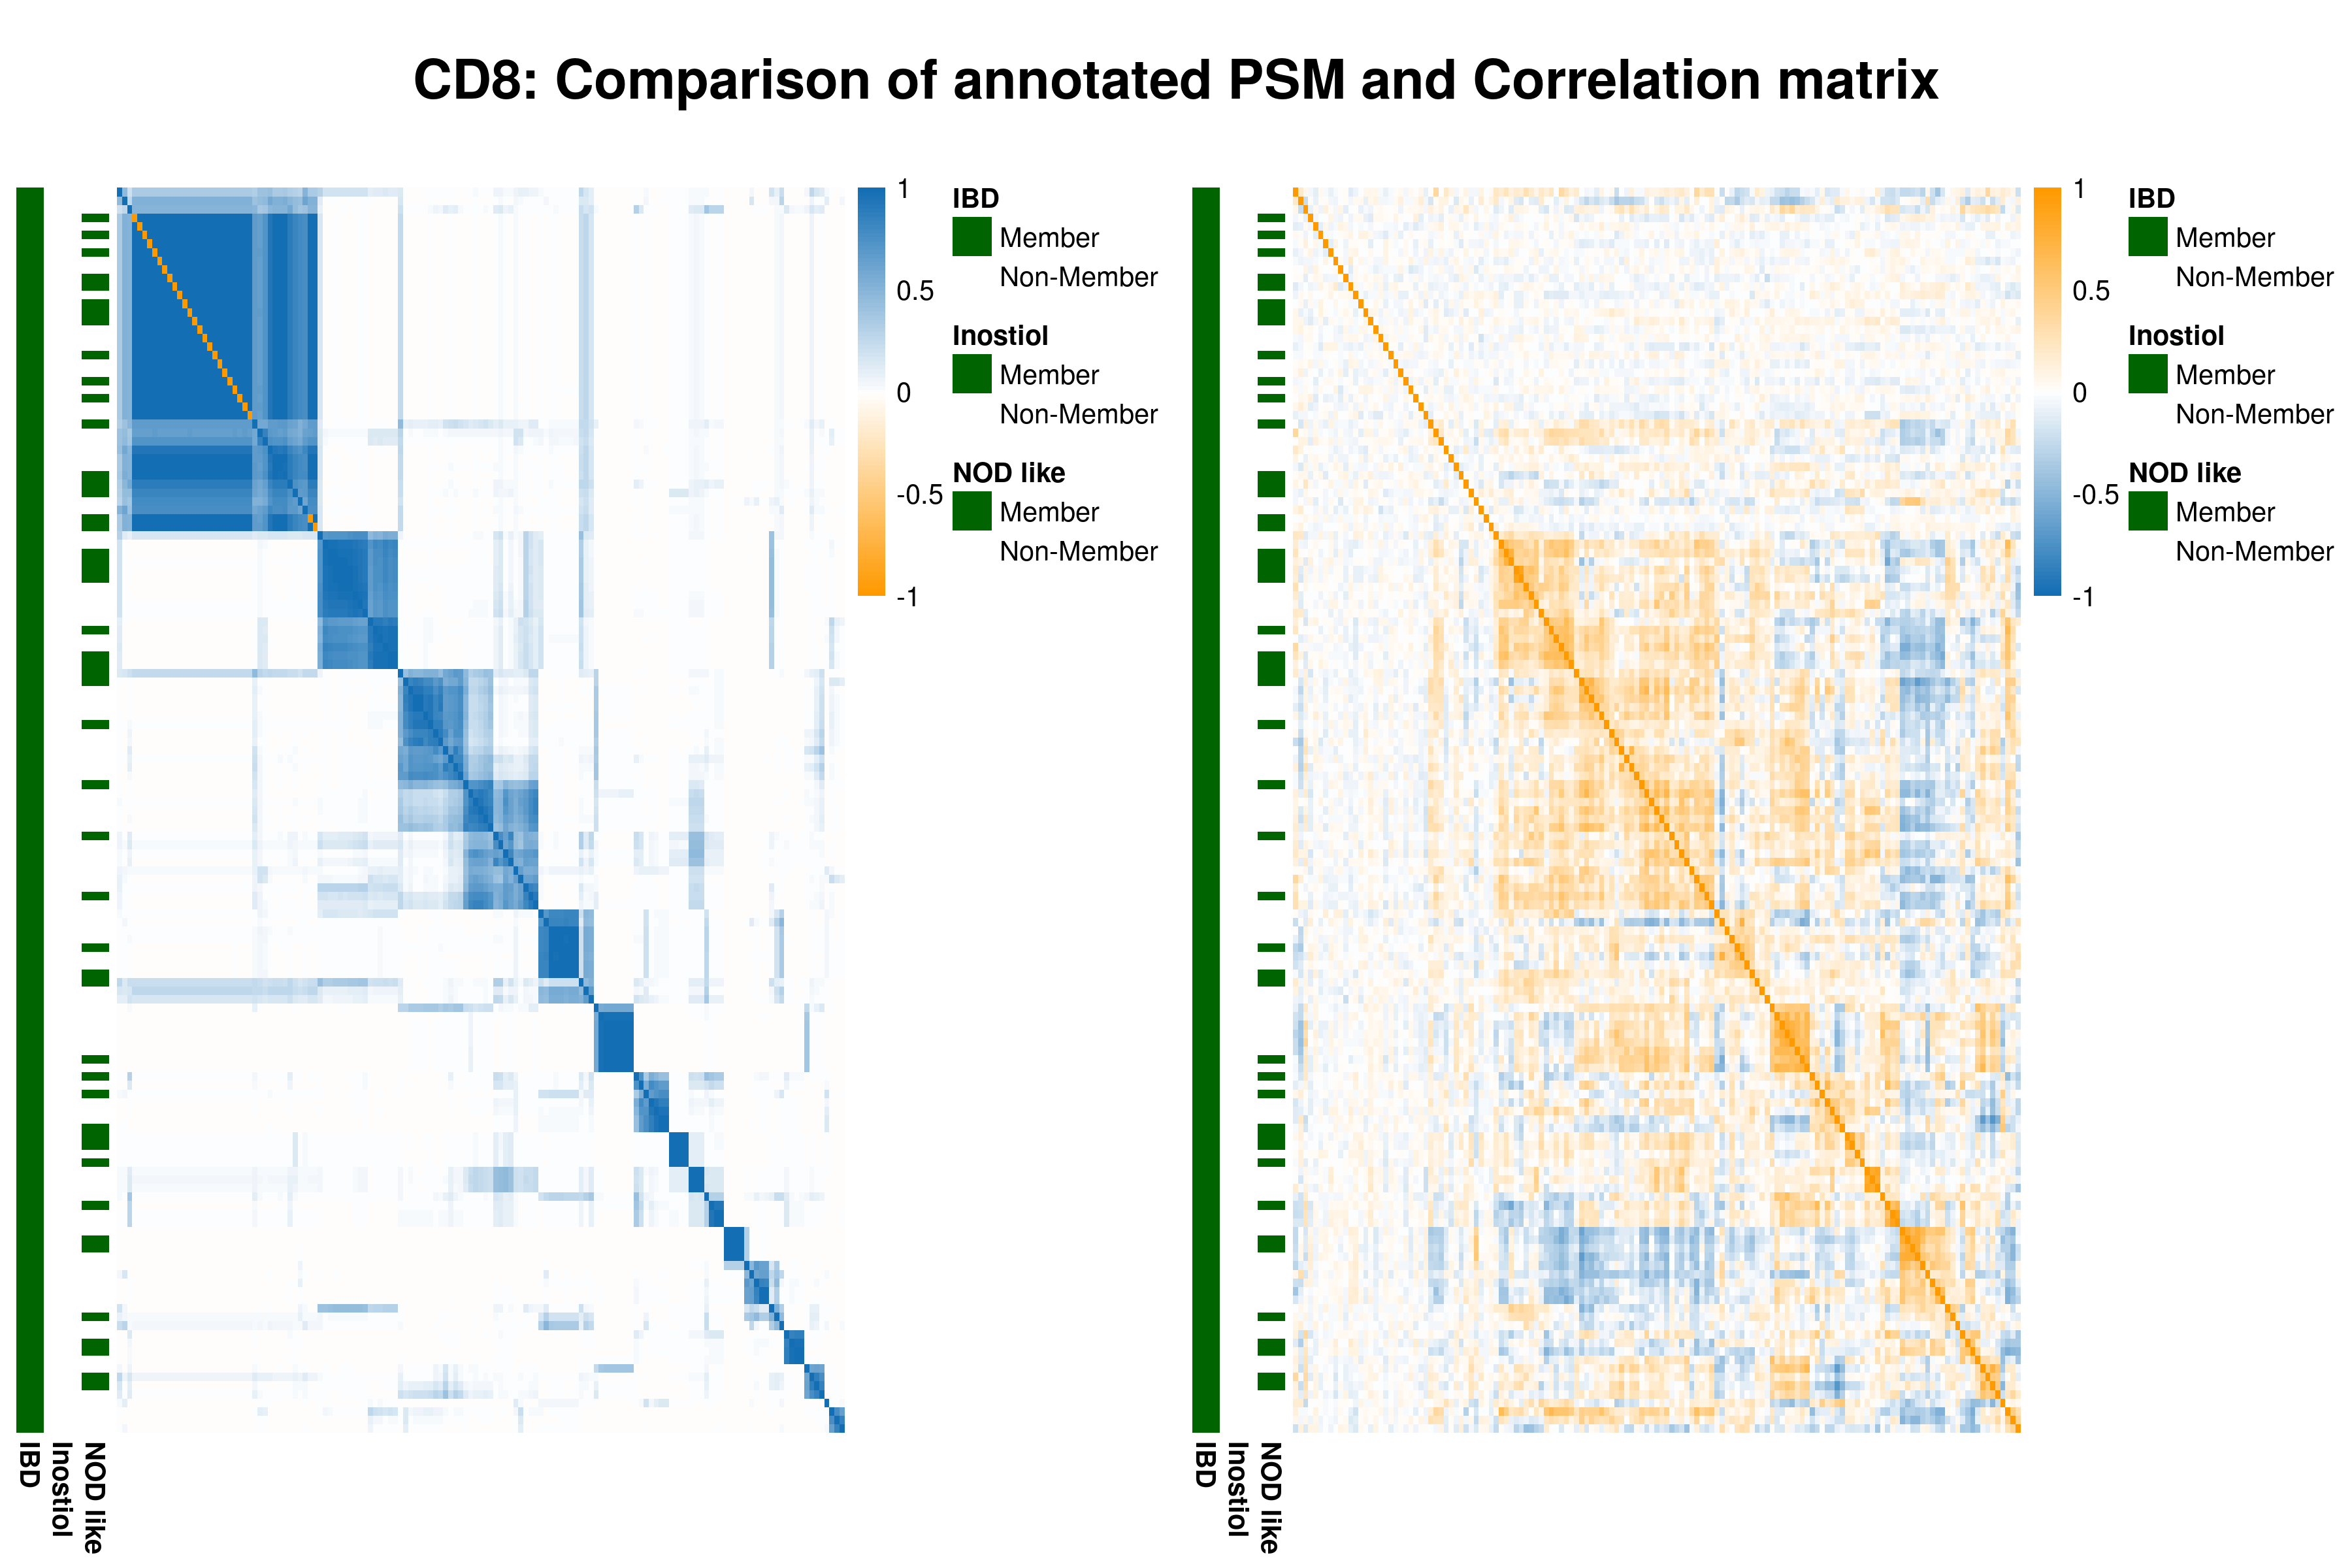 CD8: Comparison of annotated PSM and Correlation matrix
1
0.5
0
-0.5
-1
IBD
Member
Non-Member
Inostiol
Member
Non-Member
NOD like
Member
Non-Member
IBD
Inostiol
NOD like
1
0.5
0
-0.5
-1
IBD
Member
Non-Member
Inostiol
Member
Non-Member
NOD like
Member
Non-Member
IBD
Inostiol
NOD like